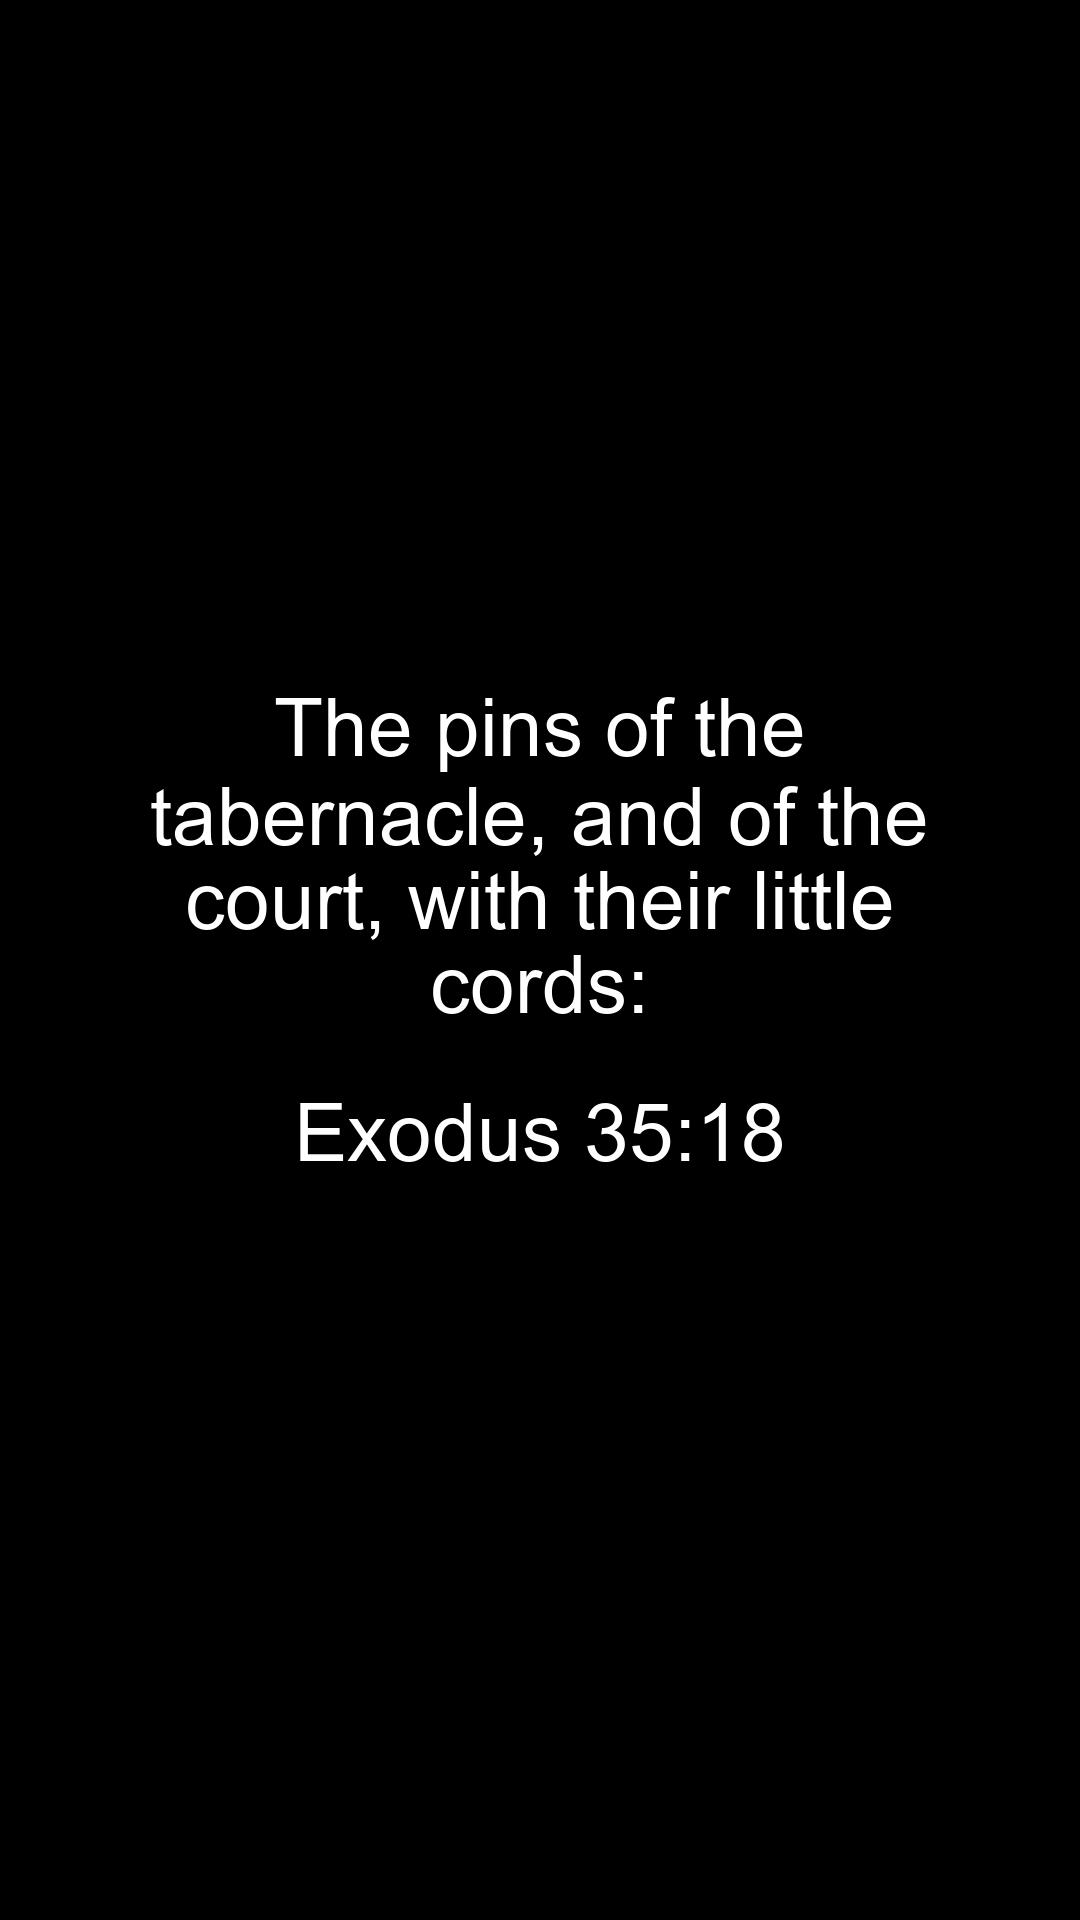 The pins of the
tabernacle, and of the
court, with their little
cords:
Exodus 35:18